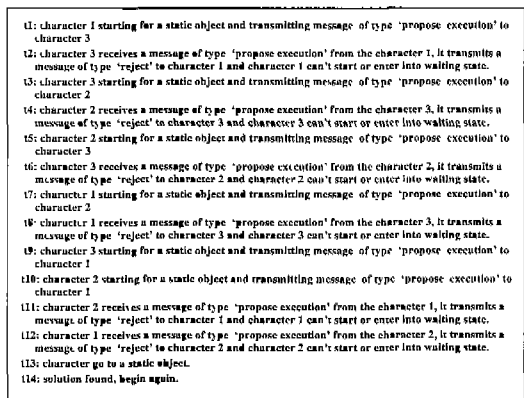 t1: character 1 starting for a static object and transmitting message of type 'propose execution' to
character 3
t2: character 3 receives a message of type 'propose execution' from the character 1, it transmits a
message of type 'reject' to character 1 and character 1 can't start or enter into waiting state.
t3: character 3 starting for a static object and transmitting message of type 'propose execution' to
character 2
t4: character 2 receives a message of type 'propose execution' from the character 3, it transmits a
message of type 'reject' to character 3 and character 3 can't start or enter into waiting state.
t5: character 2 starting for a static object and transmitting message of type 'propose execution' to
character 3
t6: character 3 receives a message of type 'propose execution' from the character 2, it transmits a
message of type 'reject' to character 2 and character 2 can't start or enter into waiting state.
t7: character 1 starting for a static object and transmitting message of type 'propose execution' to
character 2
t8: character 1 receives a message of type 'propose execution' from the character 3, it transmits a
message of type 'reject' to character 3 and character 3 can't start or enter into waiting state.
t9: character 3 starting for a static object and transmitting message of type 'propose execution' to
character 1
t10: character 2 starting for a static object and transmitting message of type 'propose execution' to
character 1
t11: character 2 receives a message of type 'propose execution' from the character 1, it transmits a
message of type 'reject' to character 1 and character 1 can't start or enter into waiting state.
t12: character 1 receives a message of type 'propose execution' from the character 2, it transmits a
message of type 'reject' to character 2 and character 2 can't start or enter into waiting state.
t13: character go to a static object.
t14: solution found, begin again.